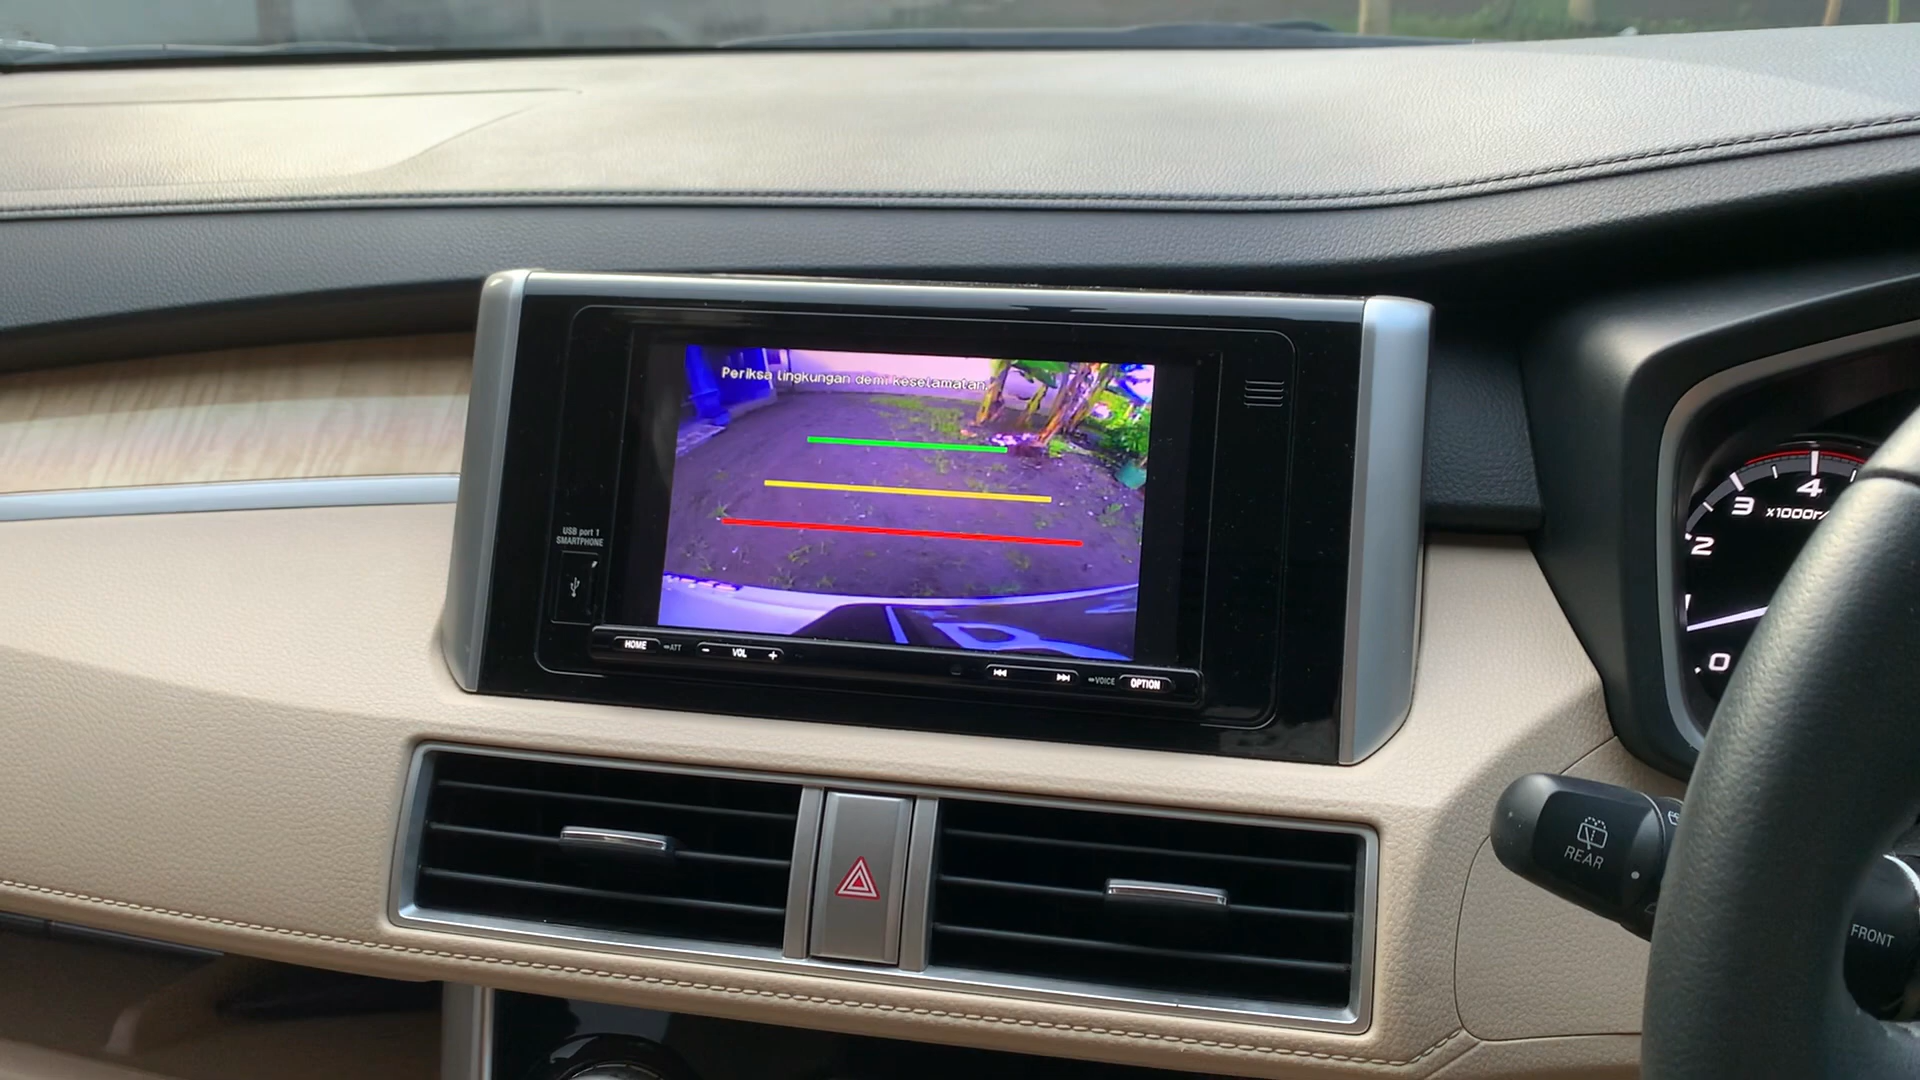 Periksa lingkungan demi keselamatan.
USB port 1
SMARTPHONE
HOME
ATT
- VOL +
VOICE
OPTION
4
3
x1000r/
2
1
0
REAR
FRONT